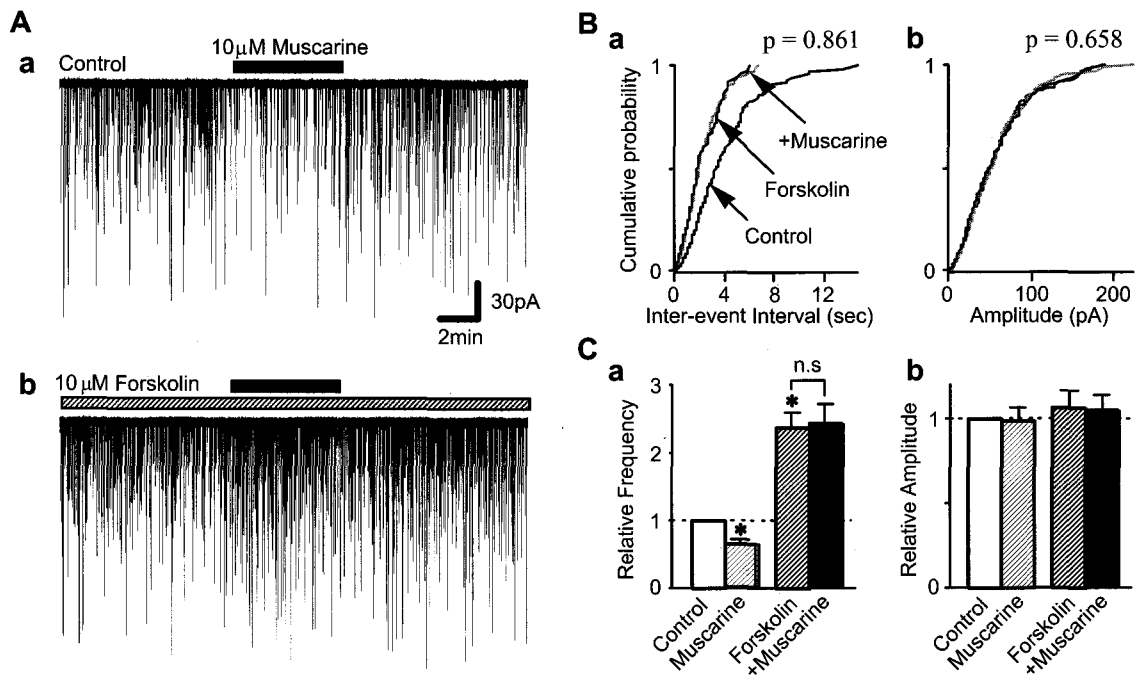 A
a
Control
10μM Muscarine
30pA
2min
b
10 μM Forskolin
B
a
p = 0.861
Cumulative probability
1
0
+Muscarine
Forskolin
Control
0 4 8 12
Inter-event Interval (sec)
b
p = 0.658
1
0
0 100 200
Amplitude (pA)
C
a
n.s
Relative Frequency
3
2
1
0
*
*
Control
Muscarine
Forskolin
+Muscarine
b
Relative Amplitude
1
0
Control
Muscarine
Forskolin
+Muscarine